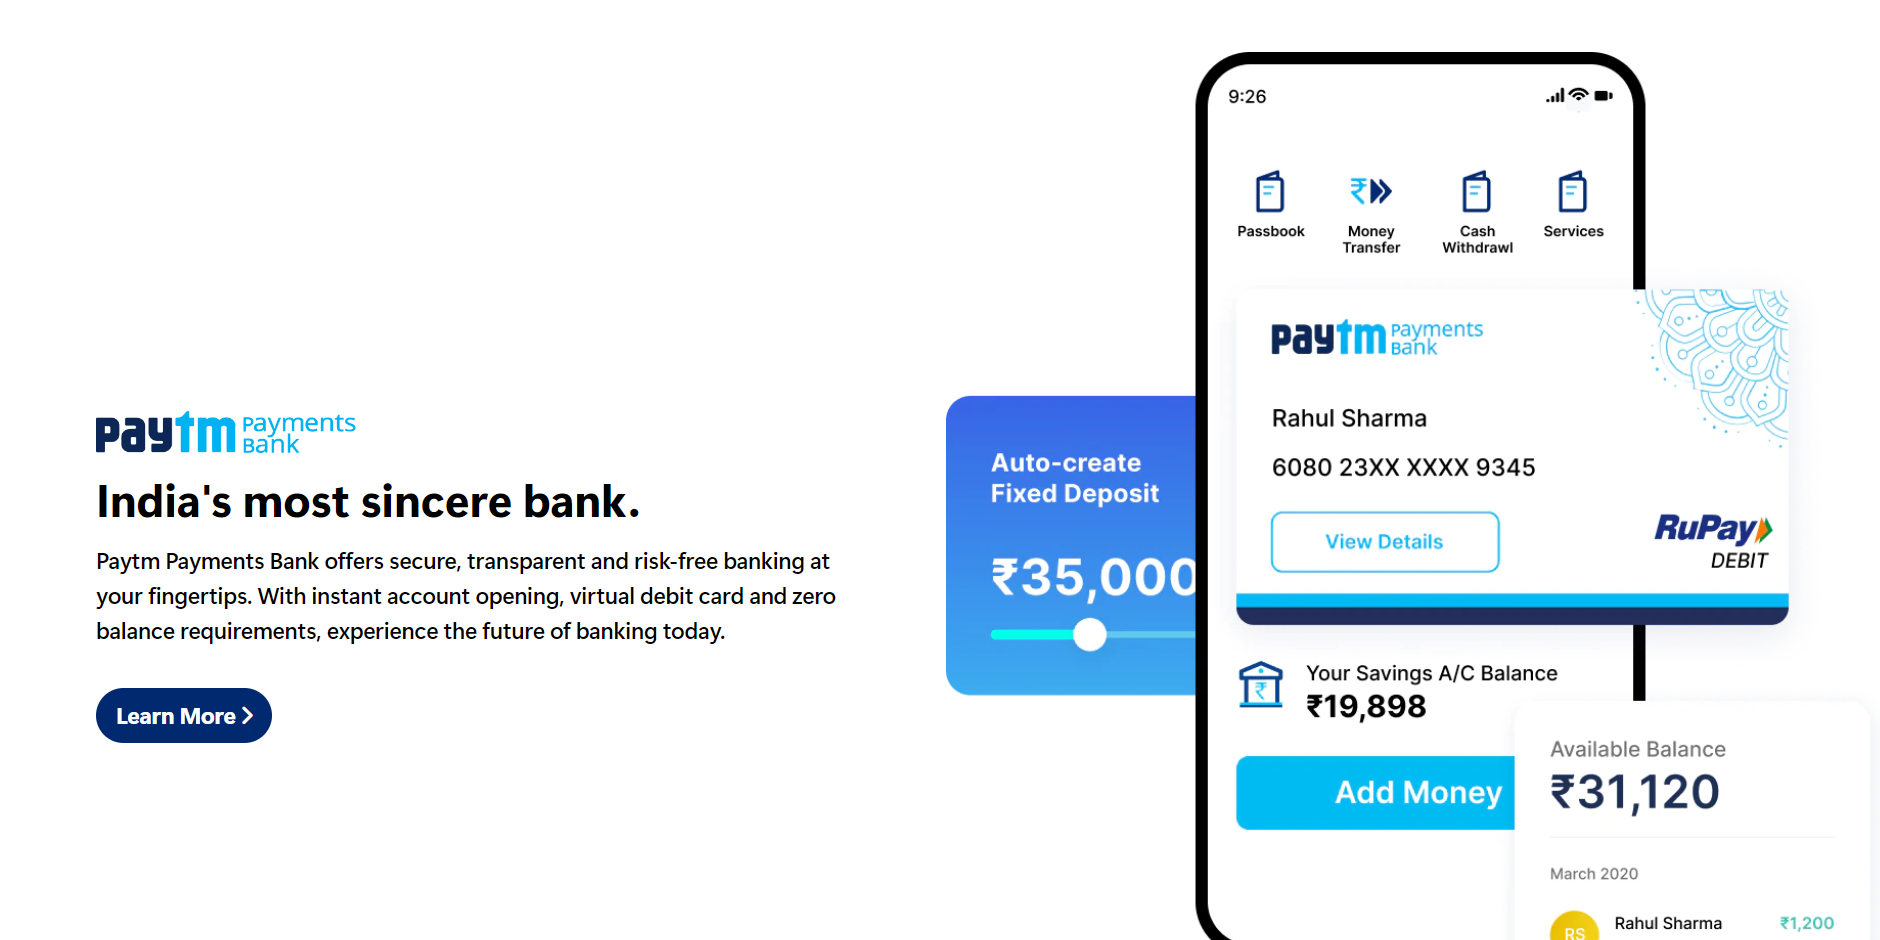 paytm Payments Bank
India's most sincere bank.
Paytm Payments Bank offers secure, transparent and risk-free banking at
your fingertips. With instant account opening, virtual debit card and zero
balance requirements, experience the future of banking today.
Learn More
Auto-create
Fixed Deposit
₹35,000
9:26
Passbook
Money
Transfer
Cash
Withdrawl
Services
paytm Payments Bank
Rahul Sharma
6080 23XX XXXX 9345
View Details
RuPay
DEBIT
Your Savings A/C Balance
₹19,898
Add Money
Available Balance
₹31,120
March 2020
RS Rahul Sharma ₹1,200